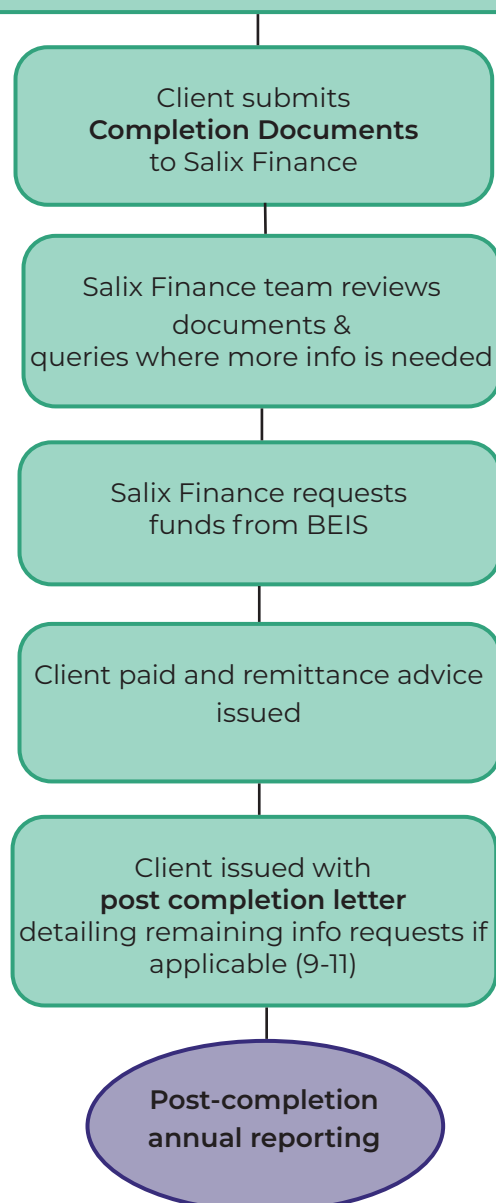 Client submits
Completion Documents
to Salix Finance
Salix Finance team reviews
documents &
queries where more info is needed
Salix Finance requests
funds from BEIS
Client paid and remittance advice
issued
Client issued with
post completion letter
detailing remaining info requests if
applicable (9-11)
Post-completion
annual reporting